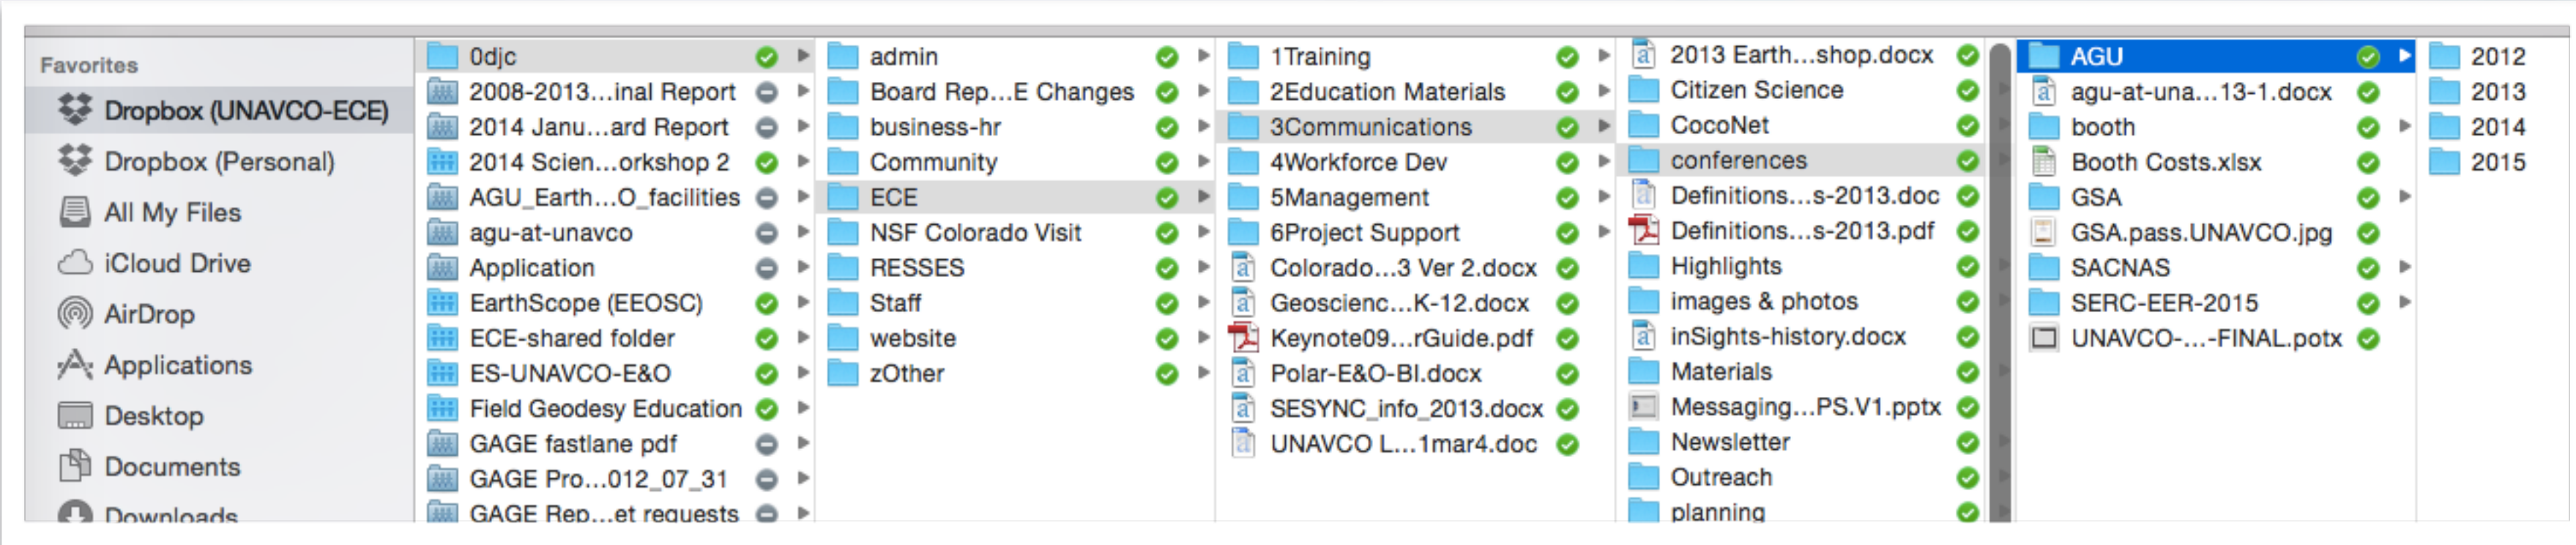 Favorites
Dropbox (UNAVCO-ECE)
Dropbox (Personal)
All My Files
iCloud Drive
AirDrop
Applications
Desktop
Documents
Downloads
0djc
2008-2013...inal Report
2014 Janu...ard Report
2014 Scien...orkshop 2
AGU_Earth...O_facilities
agu-at-unavco
Application
EarthScope (EEOSC)
ECE-shared folder
ES-UNAVCO-E&O
Field Geodesy Education
GAGE fastlane pdf
GAGE Pro...012_07_31
GAGE Rep...et requests
admin
Board Rep...E Changes
business-hr
Community
ECE
NSF Colorado Visit
RESSES
Staff
website
zOther
1Training
2Education Materials
3Communications
4Workforce Dev
5Management
6Project Support
Colorado...3 Ver 2.docx
Geoscienc...K-12.docx
Keynote09...rGuide.pdf
Polar-E&O-BI.docx
SESYNC_info_2013.docx
UNAVCO L...1mar4.doc
2013 Earth...shop.docx
Citizen Science
CocoNet
conferences
Definitions...s-2013.doc
Definitions...s-2013.pdf
Highlights
images & photos
inSights-history.docx
Materials
Messaging...PS.V1.pptx
Newsletter
Outreach
planning
AGU
agu-at-una...13-1.docx
booth
Booth Costs.xlsx
GSA
GSA.pass.UNAVCO.jpg
SACNAS
SERC-EER-2015
UNAVCO-...-FINAL.potx
2012
2013
2014
2015